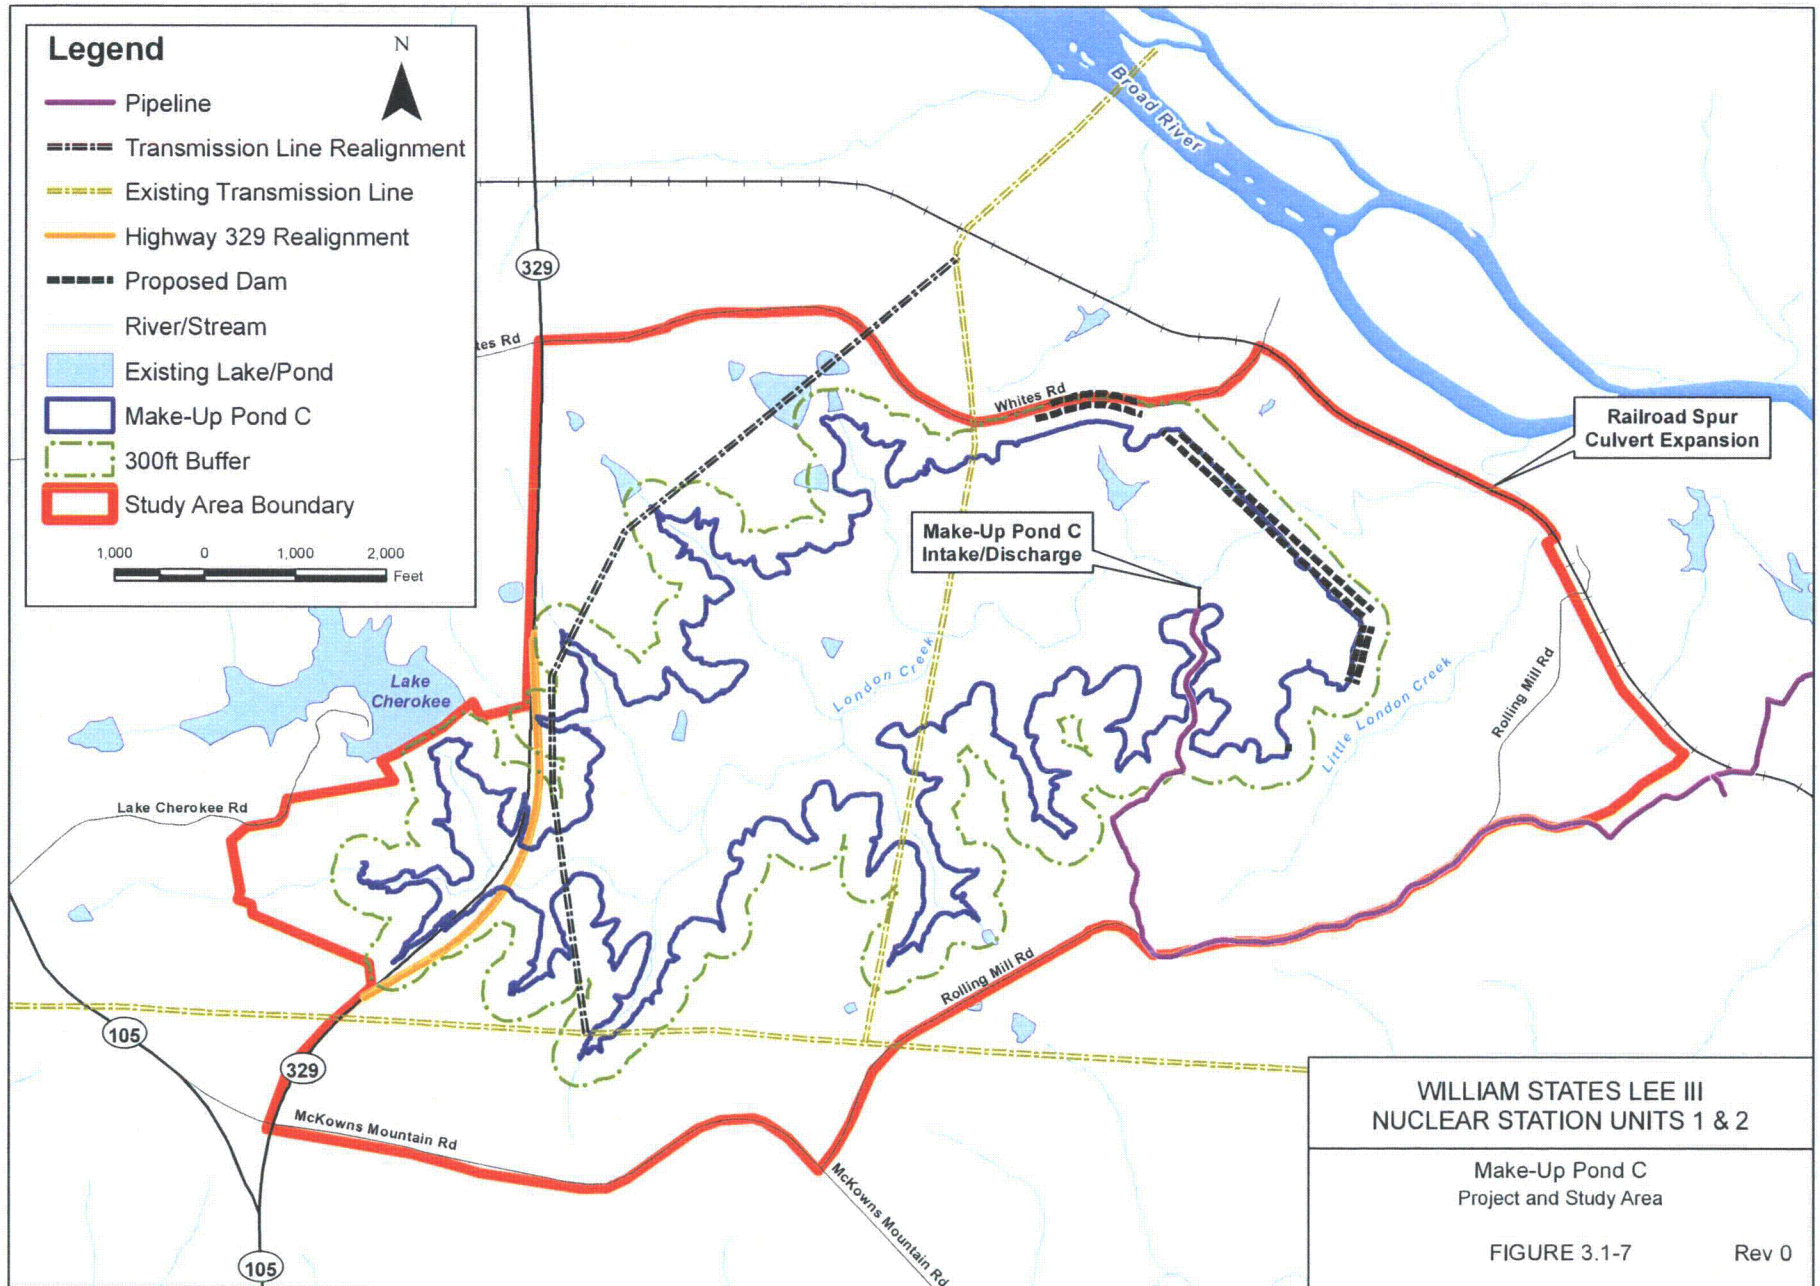 Legend
N
Pipeline
Transmission Line Realignment
Existing Transmission Line
Highway 329 Realignment
Proposed Dam
River/Stream
Existing Lake/Pond
Make-Up Pond C
300ft Buffer
Study Area Boundary
1,000 0 1,000 2,000
Feet
Broad River
329
tes Rd
Whites Rd
Railroad Spur
Culvert Expansion
Make-Up Pond C
Intake/Discharge
London Creek
Little London Creek
Rolling Mill Rd
Lake
Cherokee
Lake Cherokee Rd
Rolling Mill Rd
105
329
McKowns Mountain Rd
McKowns Mountain Rd
105
WILLIAM STATES LEE III
NUCLEAR STATION UNITS 1 & 2
Make-Up Pond C
Project and Study Area
FIGURE 3.1-7 Rev 0